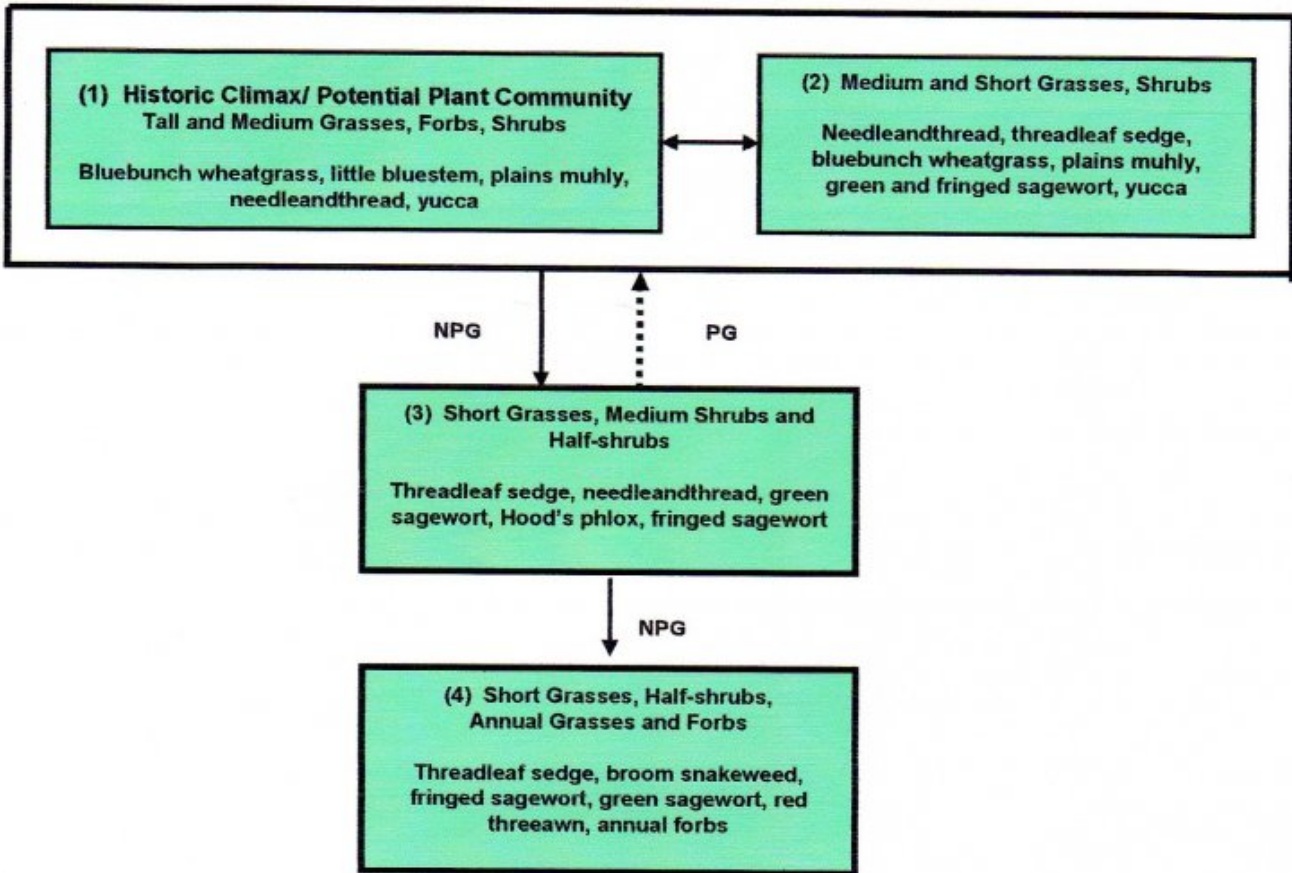 (1) Historic Climax/ Potential Plant Community
Tall and Medium Grasses, Forbs, Shrubs
Bluebunch wheatgrass, little bluestem, plains muhly,
needleandthread, yucca
(2) Medium and Short Grasses, Shrubs
Needleandthread, threadleaf sedge,
bluebunch wheatgrass, plains muhly,
green and fringed sagewort, yucca
NPG
PG
(3) Short Grasses, Medium Shrubs and
Half-shrubs
Threadleaf sedge, needleandthread, green
sagewort, Hood's phlox, fringed sagewort
NPG
(4) Short Grasses, Half-shrubs,
Annual Grasses and Forbs
Threadleaf sedge, broom snakeweed,
fringed sagewort, green sagewort, red
threeawn, annual forbs